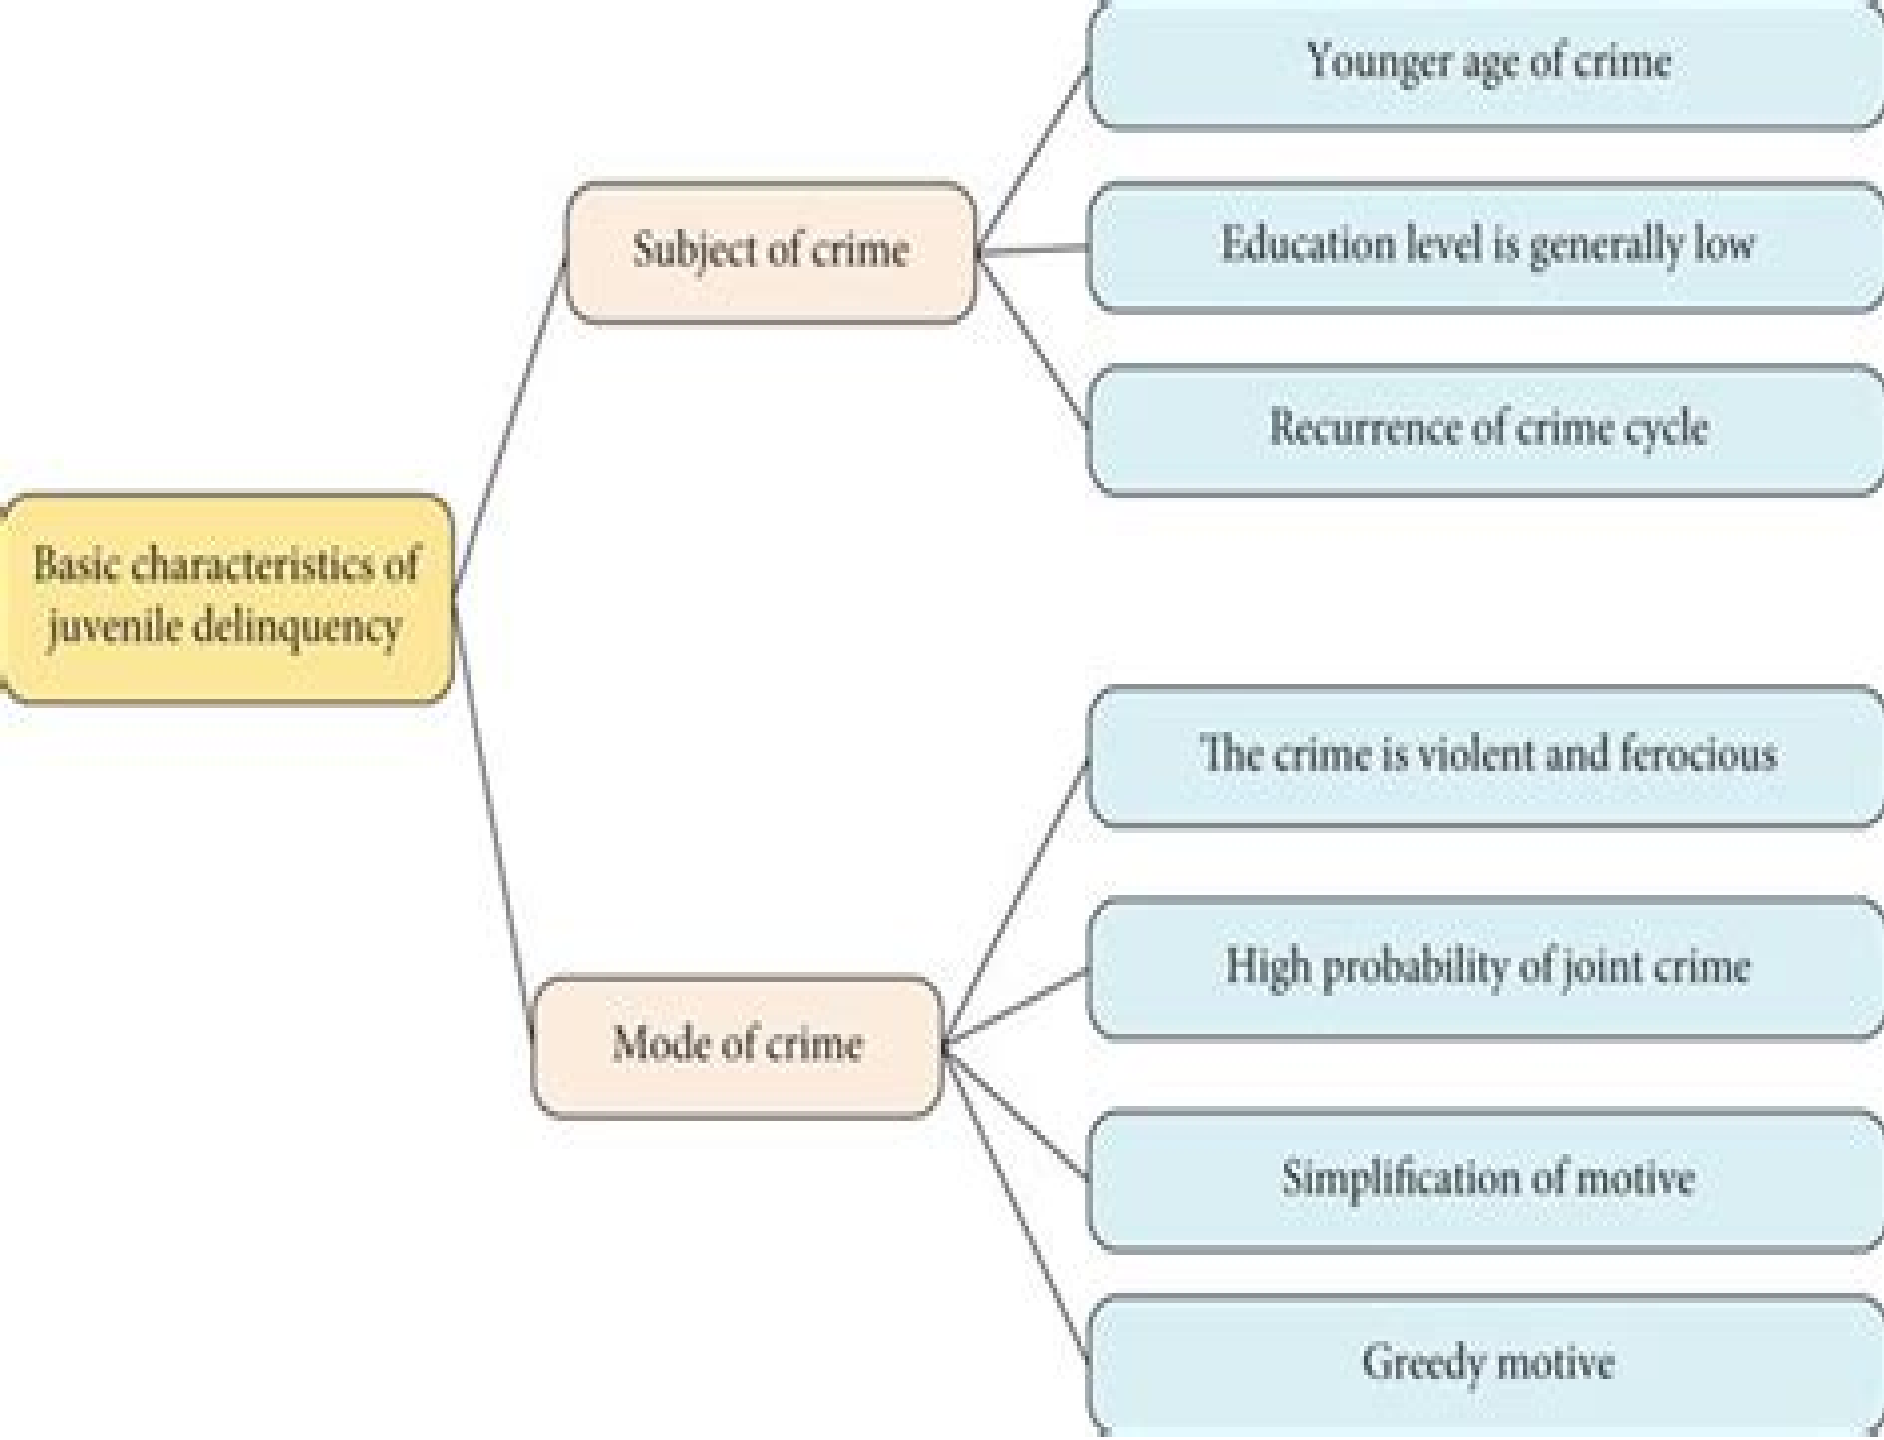 Younger age of crime
Subject of crime
Education level is generally low
Recurrence of crime cycle
Basic characteristics of
juvenile delinquency
The crime is violent and ferocious
High probability of joint crime
Mode of crime
Simplification of motive
Greedy motive